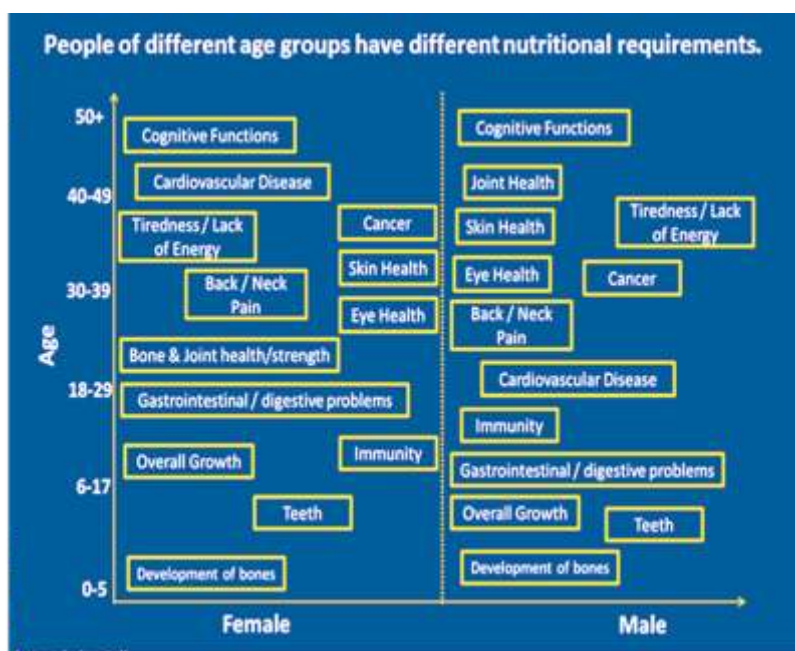 People of different age groups have different nutritional requirements.
50+
40-49
30-39
18-29
6-17
0-5
Age
Cognitive Functions
Cardiovascular Disease
Tiredness / Lack
of Energy
Cancer
Skin Health
Back / Neck
Pain
Eye Health
Bone & Joint health/strength
Gastrointestinal / digestive problems
Overall Growth
Immunity
Teeth
Development of bones
Female
Cognitive Functions
Joint Health
Tiredness / Lack
of Energy
Skin Health
Eye Health
Cancer
Back / Neck
Pain
Cardiovascular Disease
Immunity
Gastrointestinal / digestive problems
Overall Growth
Teeth
Development of bones
Male